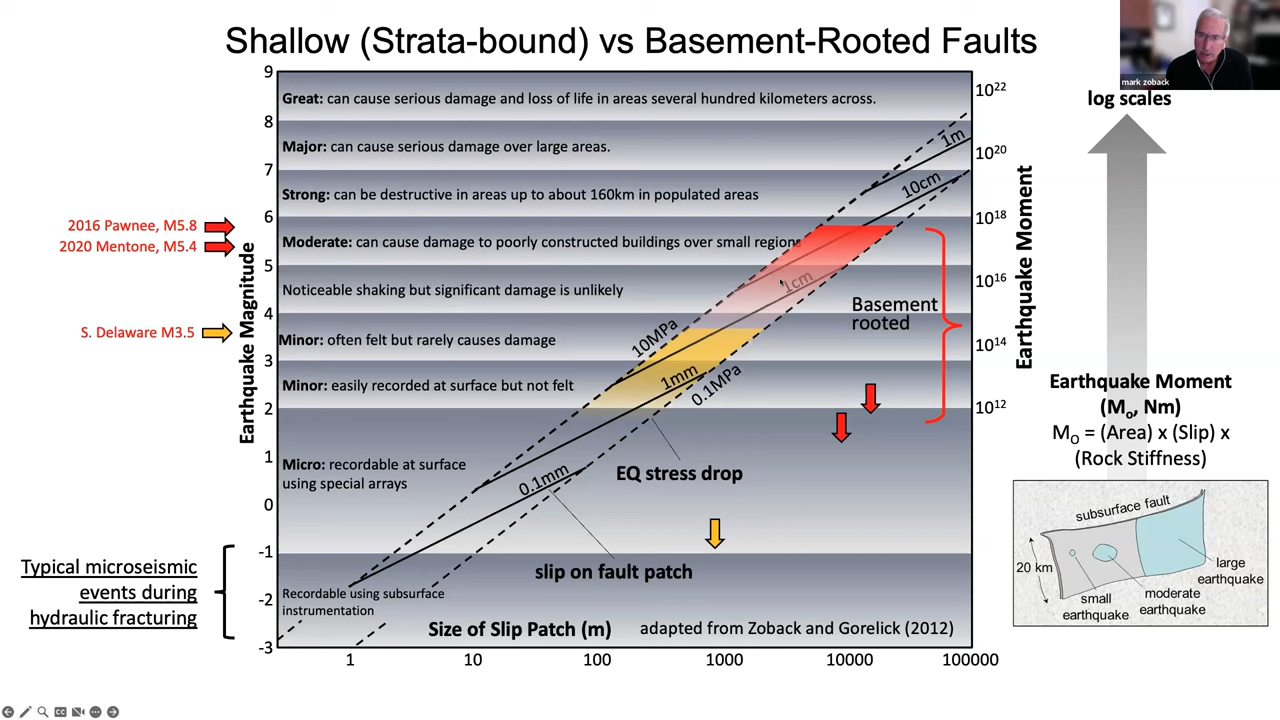 Shallow (Strata-bound) vs Basement-Rooted Faults
mark zoback
log scales
9
8
7
6
5
4
3
2
1
0
-1
-2
-3
Great: can cause serious damage and loss of life in areas several hundred kilometers across.
Major: can cause serious damage over large areas.
Strong: can be destructive in areas up to about 160km in populated areas
Moderate: can cause damage to poorly constructed buildings over small regions
Noticeable shaking but significant damage is unlikely
Minor: often felt but rarely causes damage
Minor: easily recorded at surface but not felt
Micro: recordable at surface
using special arrays
Recordable using subsurface
instrumentation
2016 Pawnee, M5.8
2020 Mentone, M5.4
S. Delaware M3.5
Earthquake Magnitude
Typical microseismic
events during
hydraulic fracturing
1m
10cm
1cm
1mm
0.1mm
10MPa
0.1MPa
Basement
rooted
EQ stress drop
slip on fault patch
Size of Slip Patch (m)
adapted from Zoback and Gorelick (2012)
1
10
100
1000
10000
100000
10²²
10²⁰
10¹⁸
10¹⁶
10¹⁴
10¹²
Earthquake Moment
Earthquake Moment
(Mₒ, Nm)
M_O = (Area) x (Slip) x
(Rock Stiffness)
subsurface fault
20 km
small
earthquake
moderate
earthquake
large
earthquake
CC